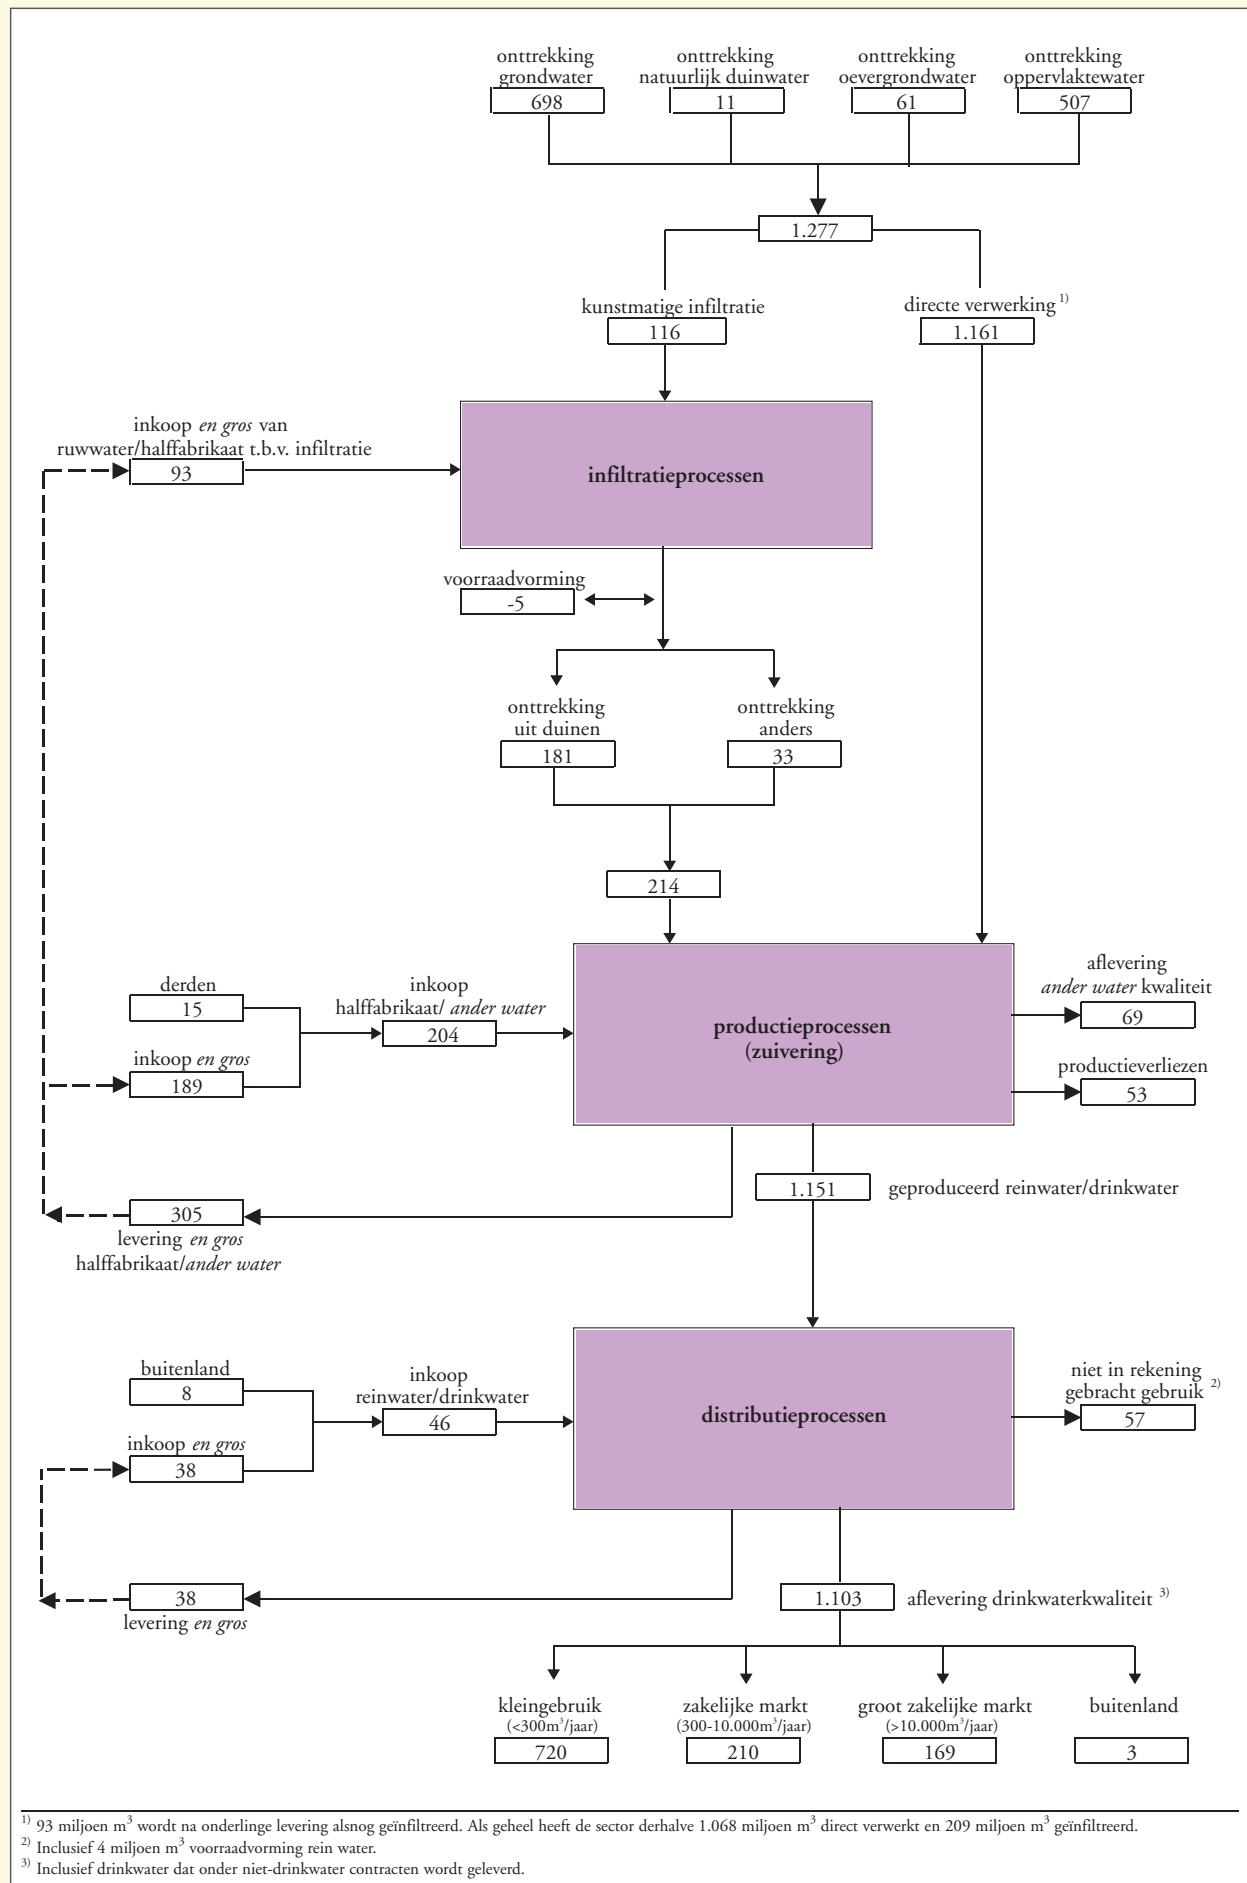 onttrekking
grondwater
698
onttrekking
natuurlijk duinwater
11
onttrekking
oevergrondwater
61
onttrekking
oppervlaktewater
507
1.277
kunstmatige infiltratie
116
directe verwerking 1)
1.161
inkoop en gros van
ruwwater/halffabrikaat t.b.v. infiltratie
93
infiltratieprocessen
voorraadvorming
-5
onttrekking
uit duinen
181
onttrekking
anders
33
214
derden
15
inkoop en gros
189
inkoop
halffabrikaat/ ander water
204
productieprocessen
(zuivering)
aflevering
ander water kwaliteit
69
productieverliezen
53
1.151
geproduceerd reinwater/drinkwater
305
levering en gros
halffabrikaat/ander water
buitenland
8
inkoop en gros
38
inkoop
reinwater/drinkwater
46
distributieprocessen
niet in rekening
gebracht gebruik 2)
57
38
levering en gros
1.103
aflevering drinkwaterkwaliteit 3)
kleingebruik
(<300m³/jaar)
720
zakelijke markt
(300-10.000m³/jaar)
210
groot zakelijke markt
(>10.000m³/jaar)
169
buitenland
3
1) 93 miljoen m³ wordt na onderlinge levering alsnog geïnfiltreerd. Als geheel heeft de sector derhalve 1.068 miljoen m³ direct verwerkt en 209 miljoen m³ geïnfiltreerd.
2) Inclusief 4 miljoen m³ voorraadvorming rein water.
3) Inclusief drinkwater dat onder niet-drinkwater contracten wordt geleverd.